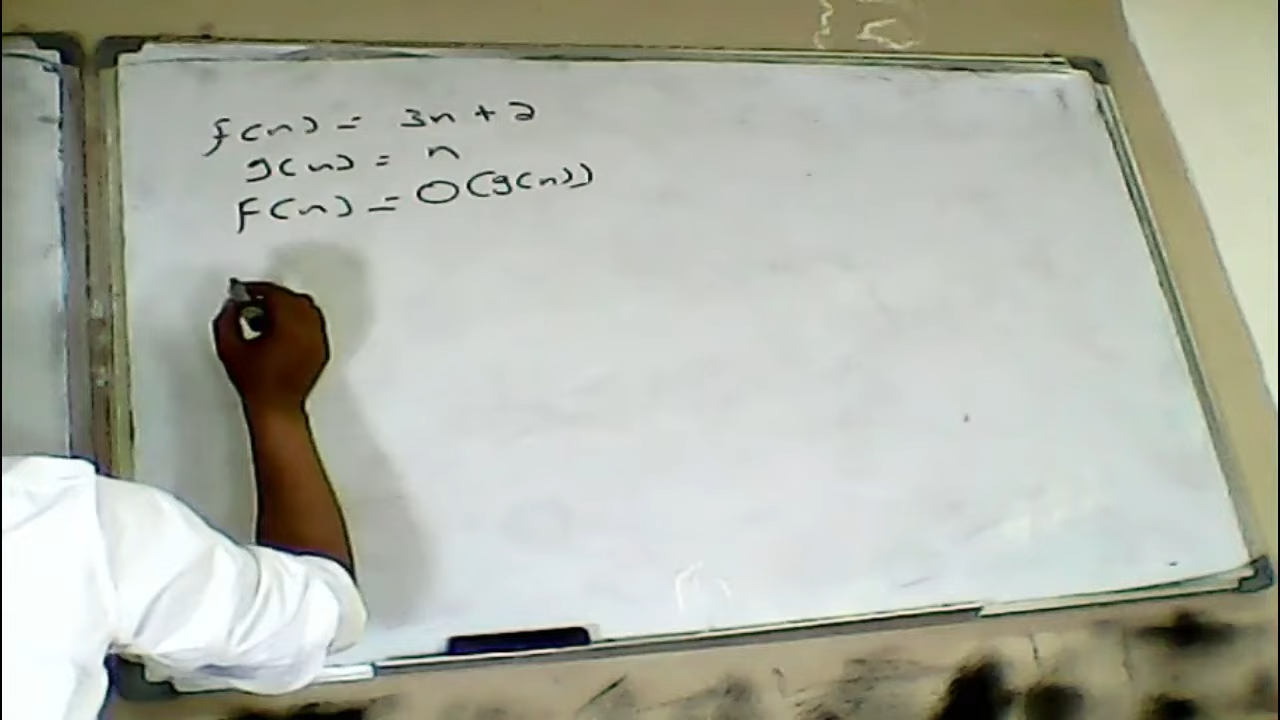 f(n) = 3n + 2
g(n) = n
F(n) = O(g(n))